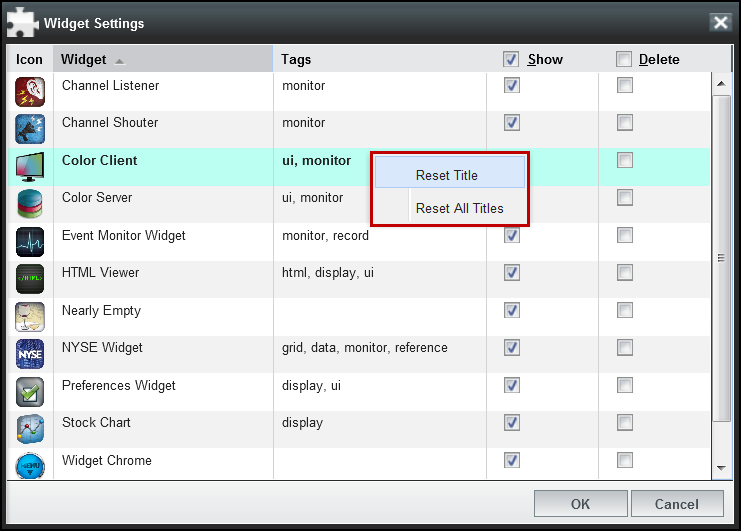 Widget Settings
Icon Widget Tags Show Delete
Channel Listener monitor
Channel Shouter monitor
Color Client ui, monitor
Reset Title
Color Server ui, monitor
Reset All Titles
Event Monitor Widget monitor, record
</HTML>
HTML Viewer html, display, ui
Nearly Empty
NYSE
NYSE Widget grid, data, monitor, reference
Preferences Widget display, ui
Stock Chart display
MENU
Widget Chrome
OK Cancel